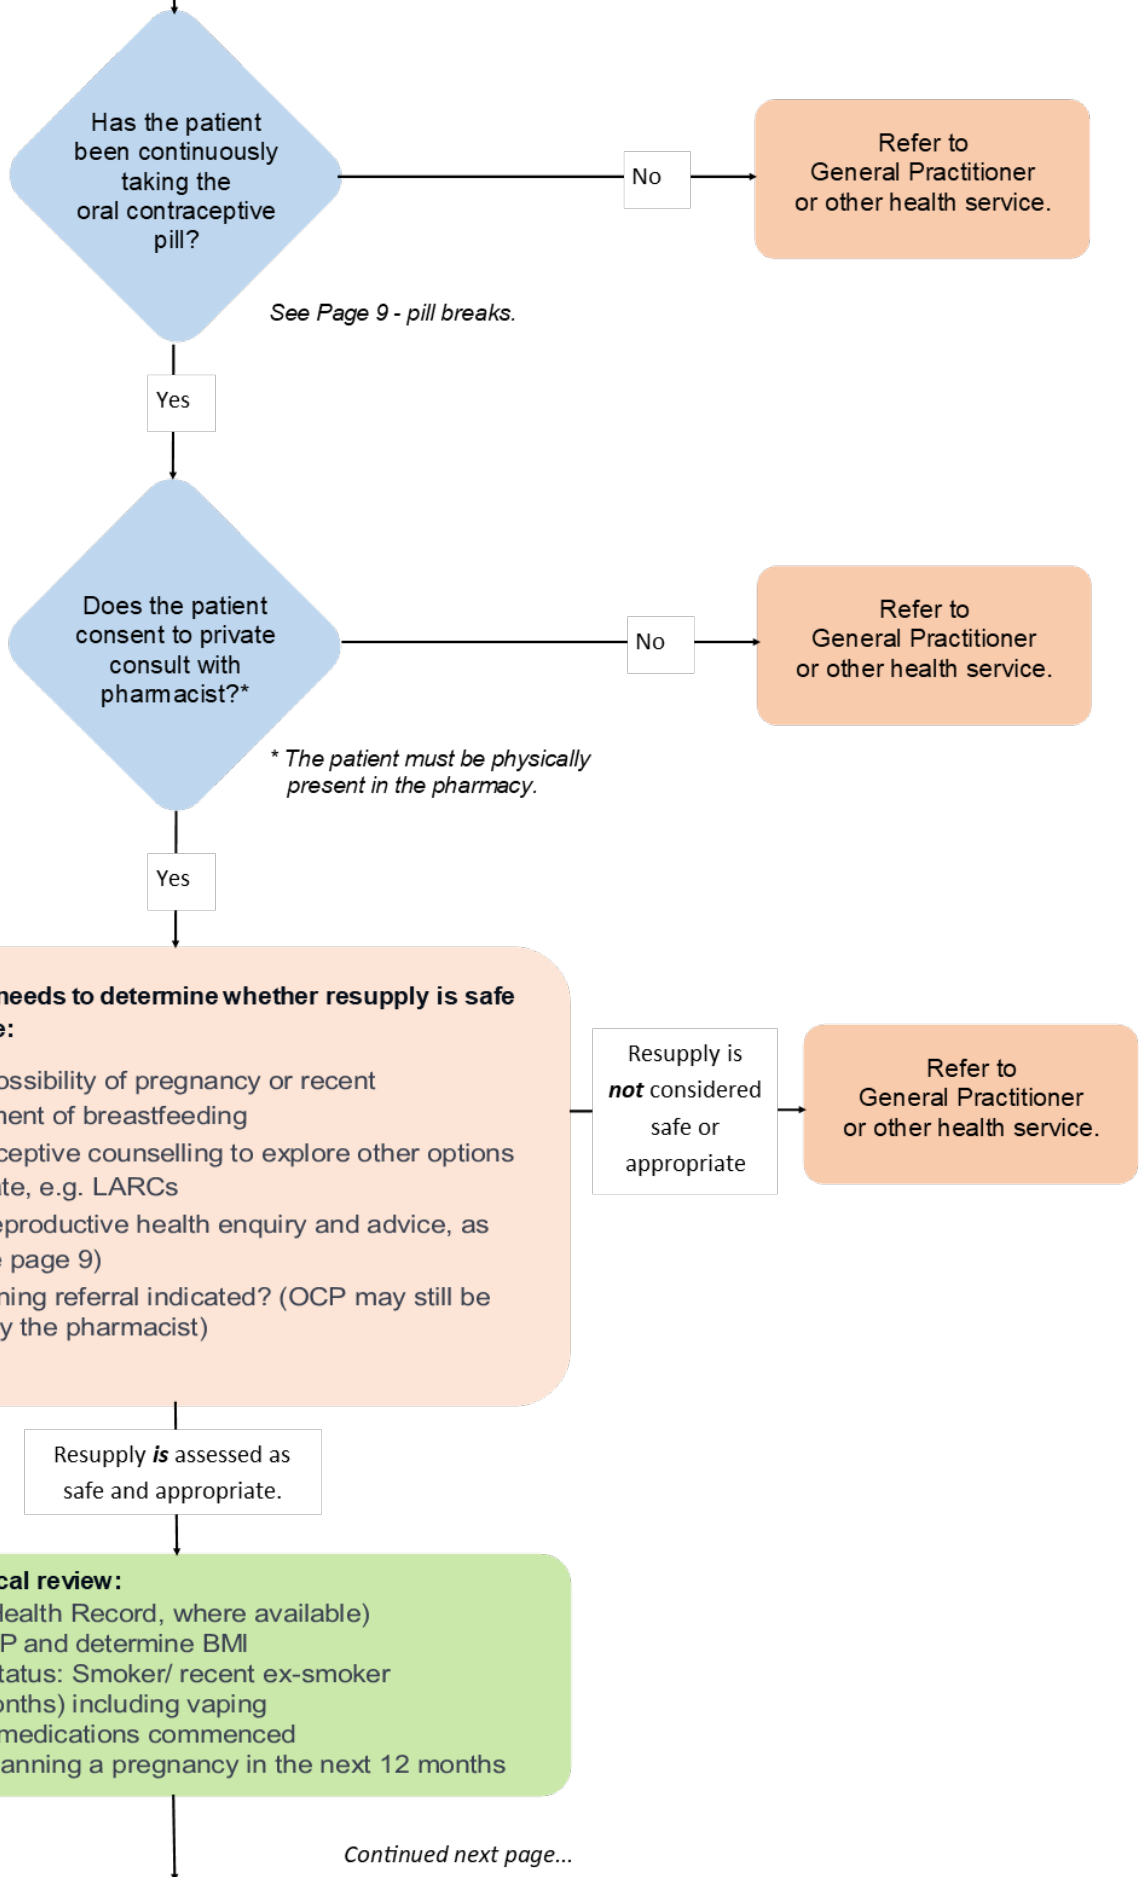 Has the patient
been continuously
taking the
oral contraceptive
pill?
No
Refer to
General Practitioner
or other health service.
See Page 9 - pill breaks.
Yes
Does the patient
consent to private
consult with
pharmacist?*
No
Refer to
General Practitioner
or other health service.
* The patient must be physically
present in the pharmacy.
Yes
needs to determine whether resupply is safe
e:
ossibility of pregnancy or recent
ment of breastfeeding
ceptive counselling to explore other options
ate, e.g. LARCs
eproductive health enquiry and advice, as
e page 9)
ning referral indicated? (OCP may still be
y the pharmacist)
Resupply is
not considered
safe or
appropriate
Refer to
General Practitioner
or other health service.
Resupply is assessed as
safe and appropriate.
cal review:
Health Record, where available)
P and determine BMI
tatus: Smoker/ recent ex-smoker
onths) including vaping
medications commenced
anning a pregnancy in the next 12 months
Continued next page...